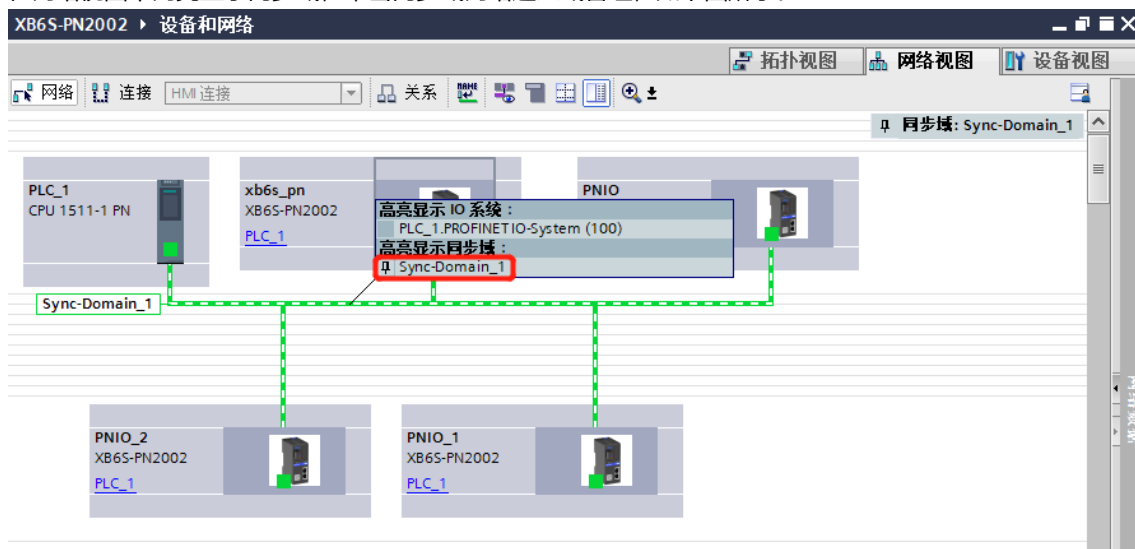 XB6S-PN2002 ▸ 设备和网络
拓扑视图 网络视图 设备视图
网络 连接 HMI 连接 关系
同步域: Sync-Domain_1
PLC_1
CPU 1511-1 PN
xb6s_pn
XB6S-PN2002
PLC_1
PNIO
高亮显示 IO 系统：
PLC_1.PROFINET IO-System (100)
高亮显示同步域：
Sync-Domain_1
Sync-Domain_1
PNIO_2
XB6S-PN2002
PLC_1
PNIO_1
XB6S-PN2002
PLC_1